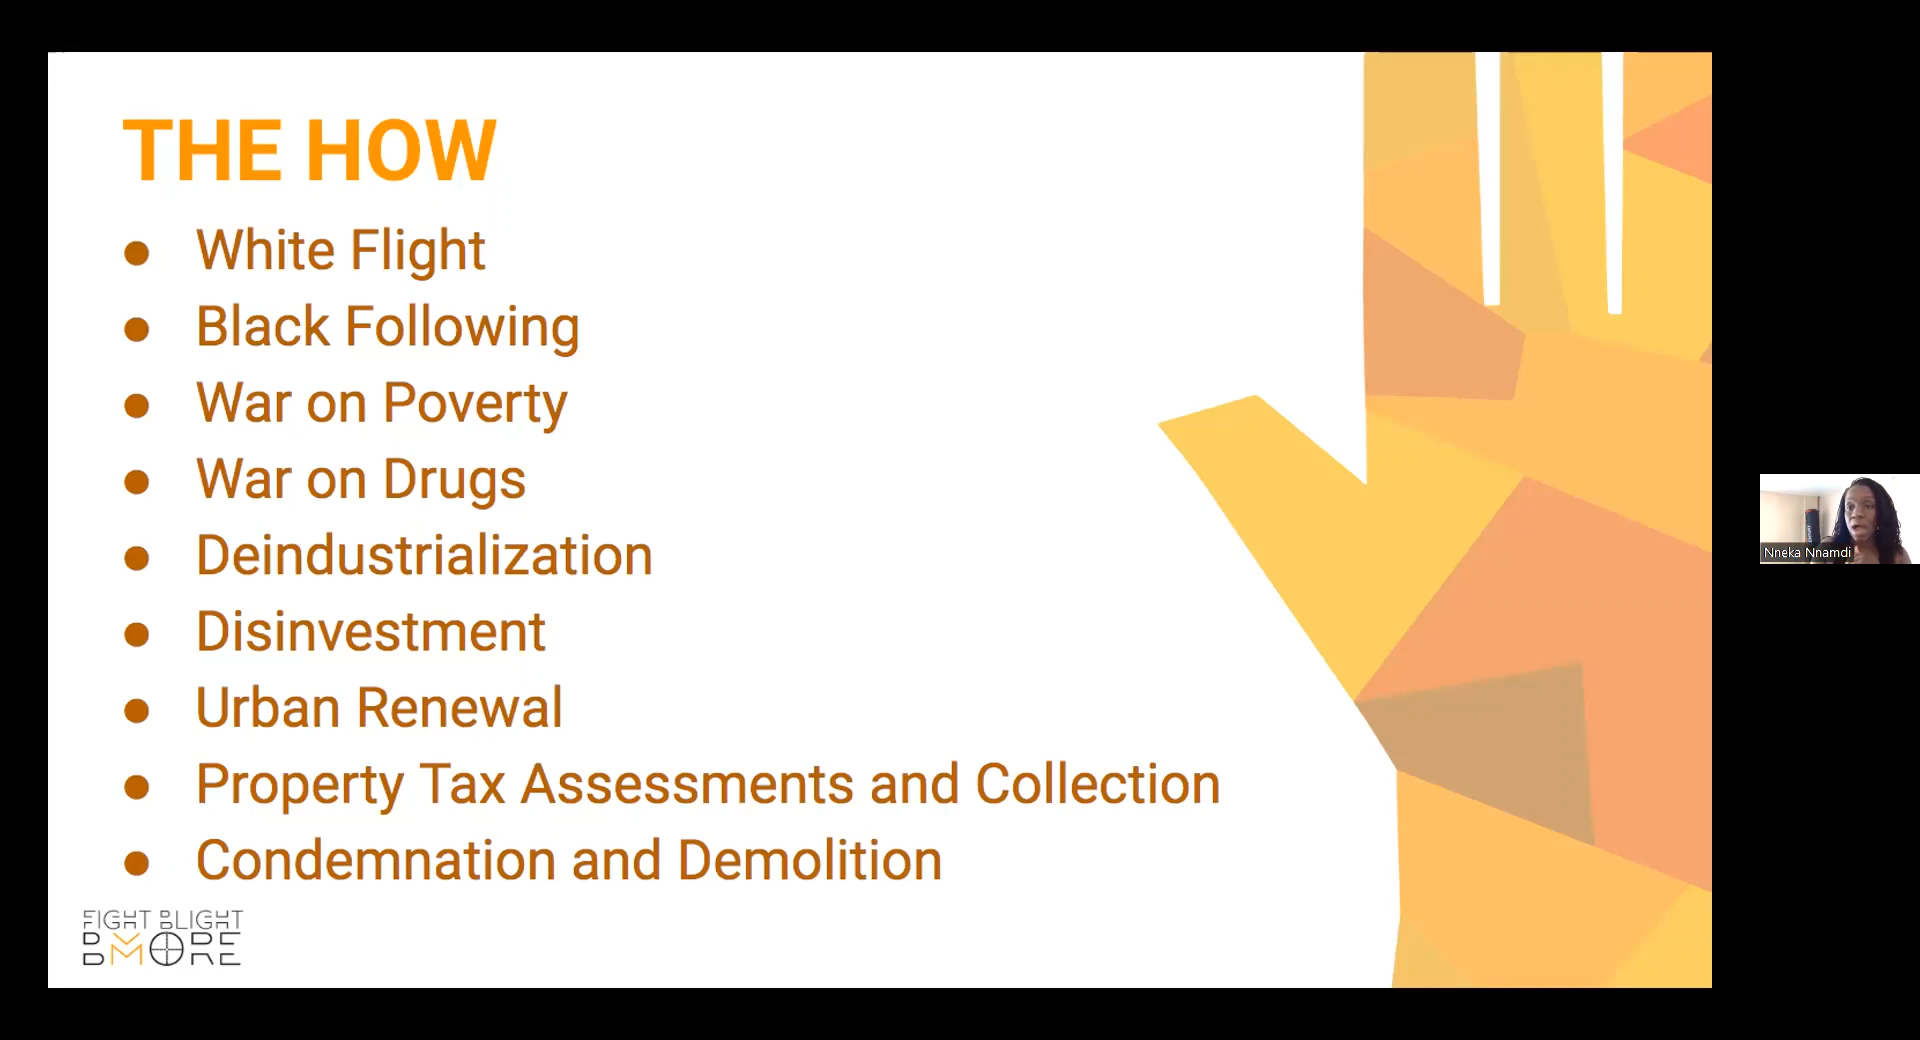 THE HOW
● White Flight
● Black Following
● War on Poverty
● War on Drugs
● Deindustrialization
● Disinvestment
● Urban Renewal
● Property Tax Assessments and Collection
● Condemnation and Demolition
FIGHT BLIGHT
BMORE
Nneka Nnamdi